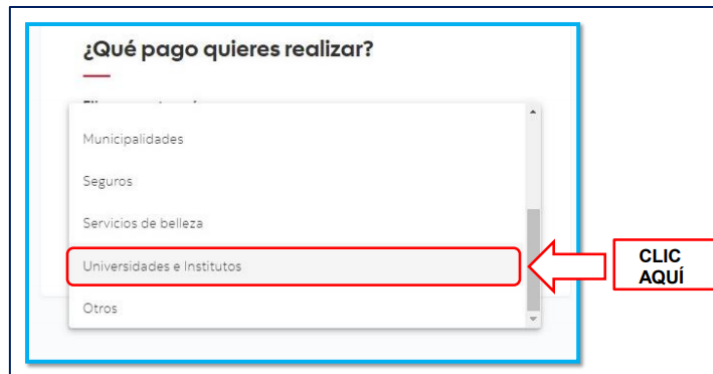 ¿Qué pago quieres realizar?
Municipalidades
Seguros
Servicios de belleza
Universidades e Institutos
CLIC
AQUÍ
Otros